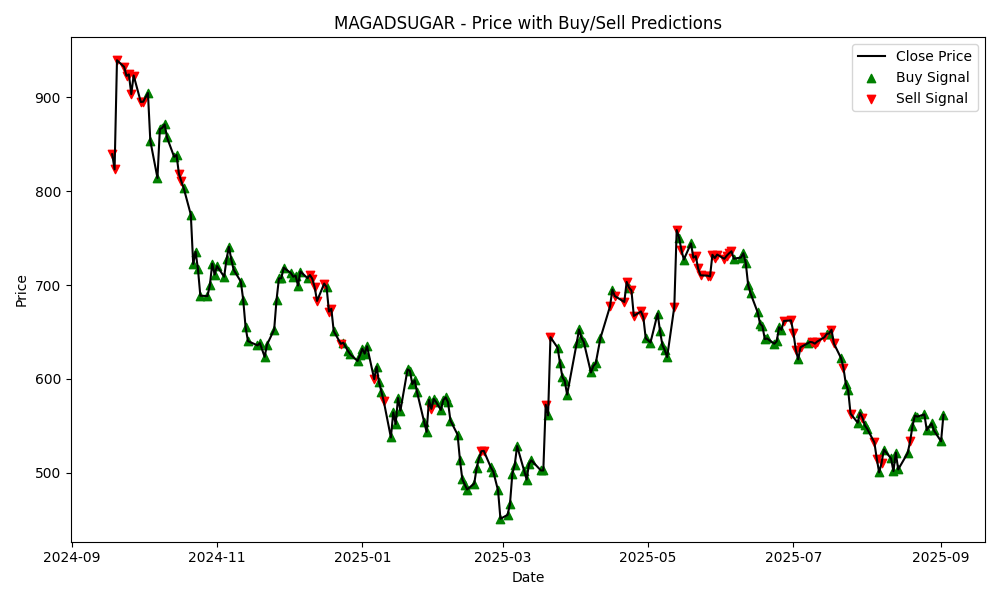 MAGADSUGAR - Price with Buy/Sell Predictions
Close Price
Buy Signal
Sell Signal
Price
900
800
700
600
500
2024-09
2024-11
2025-01
2025-03
2025-05
2025-07
2025-09
Date